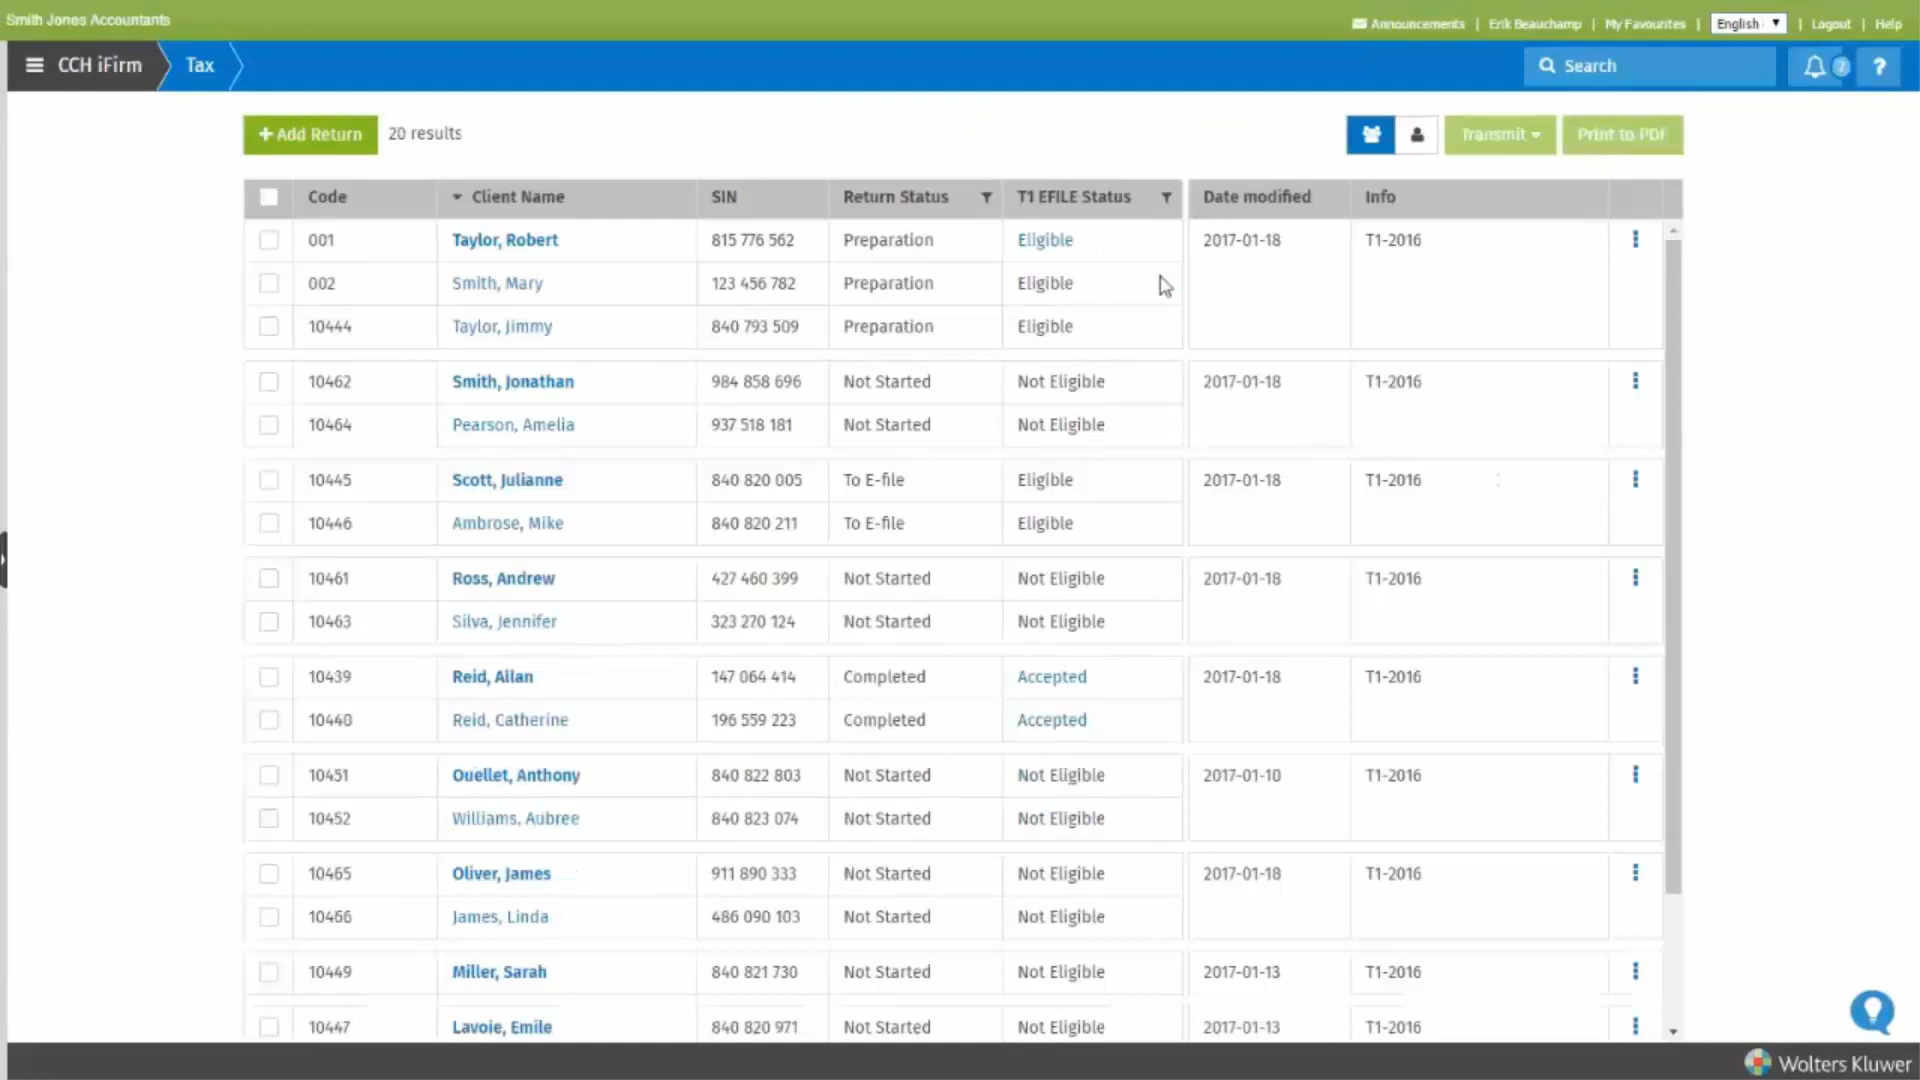 Smith Jones Accountants
Announcements | Erik Beauchamp | My Favourites | English | Logout | Help
CCH iFirm Tax Search 2 ?
+ Add Return 20 results Transmit Print to PDF
Code Client Name SIN Return Status T1 EFILE Status Date modified Info
001 Taylor, Robert 815 776 562 Preparation Eligible 2017-01-18 T1-2016
002 Smith, Mary 123 456 782 Preparation Eligible
10444 Taylor, Jimmy 840 793 509 Preparation Eligible
10462 Smith, Jonathan 984 858 696 Not Started Not Eligible 2017-01-18 T1-2016
10464 Pearson, Amelia 937 518 181 Not Started Not Eligible
10445 Scott, Julianne 840 820 005 To E-file Eligible 2017-01-18 T1-2016
10446 Ambrose, Mike 840 820 211 To E-file Eligible
10461 Ross, Andrew 427 460 399 Not Started Not Eligible 2017-01-18 T1-2016
10463 Silva, Jennifer 323 270 124 Not Started Not Eligible
10439 Reid, Allan 147 064 414 Completed Accepted 2017-01-18 T1-2016
10440 Reid, Catherine 196 559 223 Completed Accepted
10451 Ouellet, Anthony 840 822 803 Not Started Not Eligible 2017-01-10 T1-2016
10452 Williams, Aubree 840 823 074 Not Started Not Eligible
10465 Oliver, James 911 890 333 Not Started Not Eligible 2017-01-18 T1-2016
10466 James, Linda 486 090 103 Not Started Not Eligible
10449 Miller, Sarah 840 821 730 Not Started Not Eligible 2017-01-13 T1-2016
10447 Lavoie, Emile 840 820 971 Not Started Not Eligible 2017-01-13 T1-2016
Wolters Kluwer